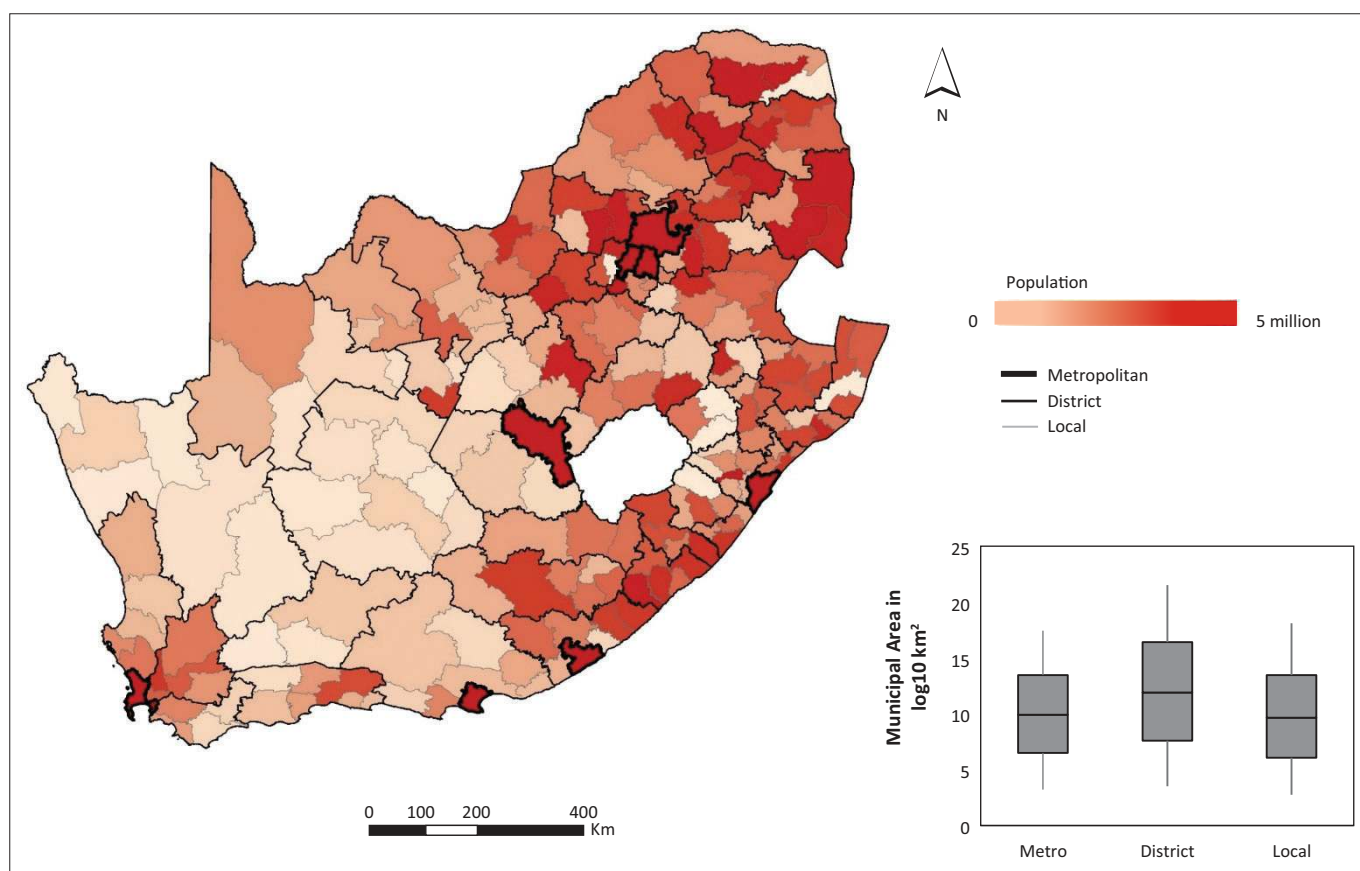 N
Population
0
5 million
Metropolitan
District
Local
0 100 200 400
Km
Municipal Area in
log10 km²
25
20
15
10
5
0
Metro District Local